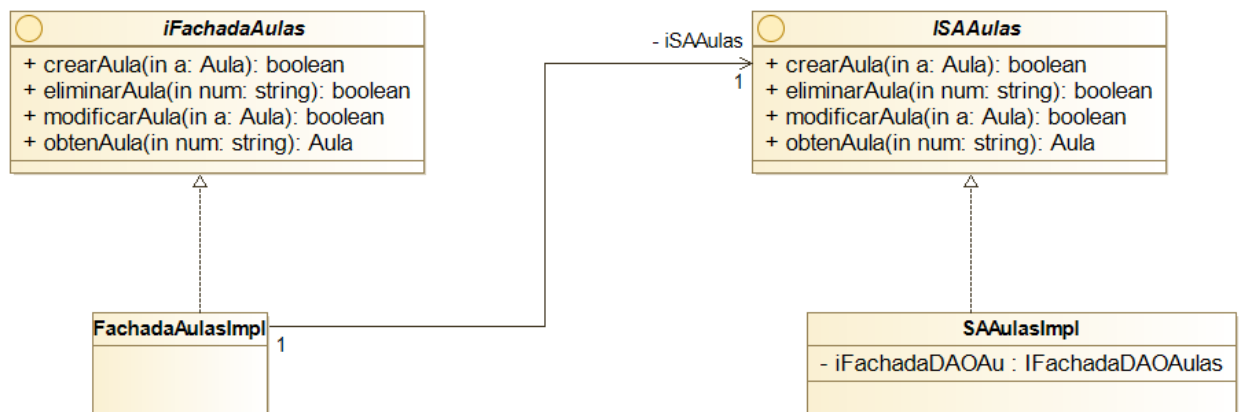 iFachadaAulas
+ crearAula(in a: Aula): boolean
+ eliminarAula(in num: string): boolean
+ modificarAula(in a: Aula): boolean
+ obtenAula(in num: string): Aula
- iSAAulas
1
ISAAulas
+ crearAula(in a: Aula): boolean
+ eliminarAula(in num: string): boolean
+ modificarAula(in a: Aula): boolean
+ obtenAula(in num: string): Aula
FachadaAulasImpl
1
SAAulasImpl
- iFachadaDAOAu : IFachadaDAOAulas